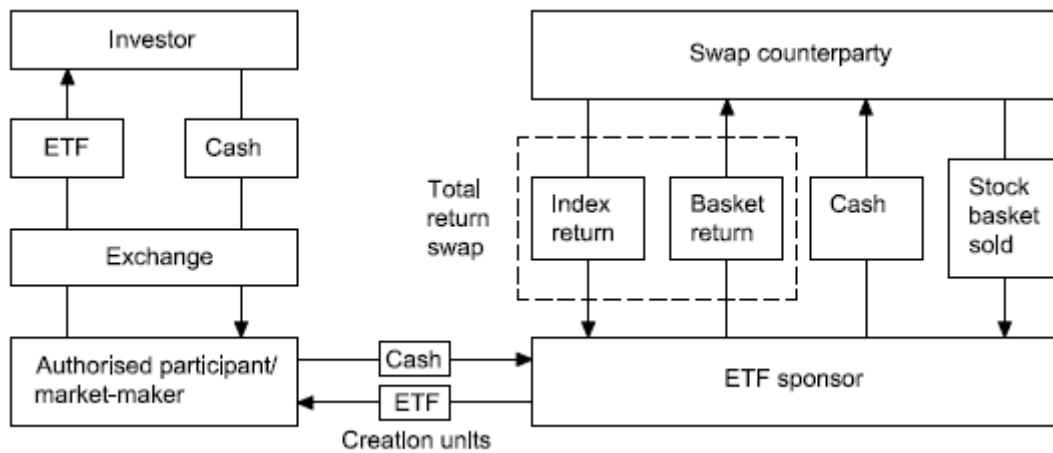 Investor
Swap counterparty
ETF
Cash
Total
return
swap
Index
return
Basket
return
Cash
Stock
basket
sold
Exchange
Authorised participant/
market-maker
Cash
ETF
Creation units
ETF sponsor